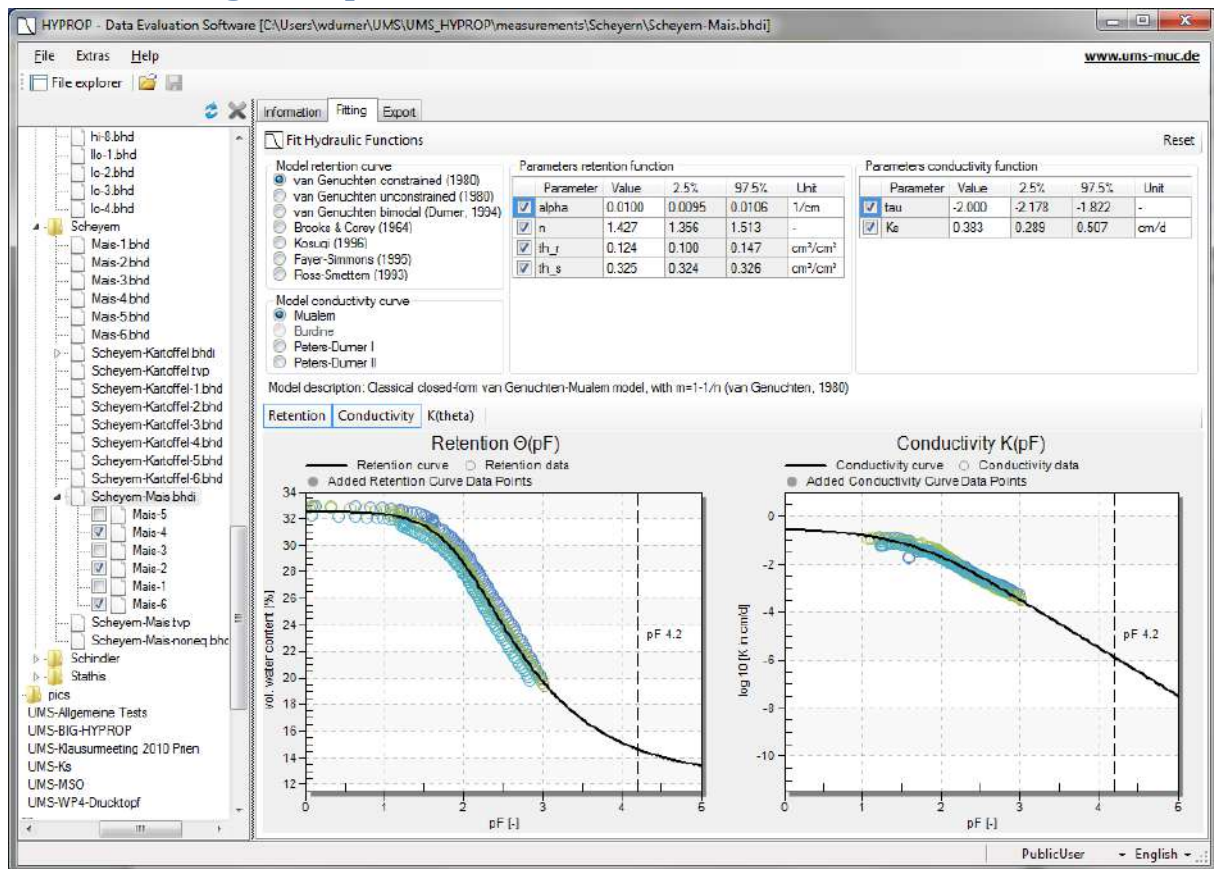 HYPROP - Data Evaluation Software [C:\Users\wdurner\UMS\UMS_HYPROP\measurements\Scheyern\Scheyern-Mais.bhdi]
File Extras Help
www.ums-muc.de
File explorer
hi-8.bhd
llo-1.bhd
lo-2.bhd
lo-3.bhd
lo-4.bhd
Scheyern
Mais-1.bhd
Mais-2.bhd
Mais-3.bhd
Mais-4.bhd
Mais-5.bhd
Mais-6.bhd
Scheyern-Kartoffel.bhdi
Scheyern-Kartoffel.tvp
Scheyern-Kartoffel-1.bhd
Scheyern-Kartoffel-2.bhd
Scheyern-Kartoffel-3.bhd
Scheyern-Kartoffel-4.bhd
Scheyern-Kartoffel-5.bhd
Scheyern-Kartoffel-6.bhd
Scheyern-Mais.bhdi
Mais-5
Mais-4
Mais-3
Mais-2
Mais-1
Mais-6
Scheyern-Mais.tvp
Scheyern-Mais-noneq.bhd
Schindler
Stathis
pics
UMS-Allgemeine Tests
UMS-BIG-HYPROP
UMS-Klausurmeeting 2010 Prien
UMS-Ks
UMS-MSO
UMS-WP4-Drucktopf
Information Fitting Export
Fit Hydraulic Functions
Reset
Model retention curve
van Genuchten constrained (1980)
van Genuchten unconstrained (1980)
van Genuchten bimodal (Durner, 1994)
Brooks & Corey (1964)
Kosugi (1996)
Fayer-Simmons (1995)
Ross-Smettem (1993)
Model conductivity curve
Mualem
Burdine
Peters-Durner I
Peters-Durner II
Parameters retention function
Parameter Value 2.5% 97.5% Unit
alpha 0.0100 0.0095 0.0106 1/cm
n 1.427 1.356 1.513 -
th_r 0.124 0.100 0.147 cm³/cm³
th_s 0.325 0.324 0.326 cm³/cm³
Parameters conductivity function
Parameter Value 2.5% 97.5% Unit
tau -2.000 -2.178 -1.822 -
Ks 0.383 0.289 0.507 cm/d
Model description: Classical closed-form van Genuchten-Mualem model, with m=1-1/n (van Genuchten, 1980)
Retention Conductivity K(theta)
Retention Θ(pF)
Retention curve Retention data
Added Retention Curve Data Points
34
32
30
28
26
24
22
20
18
16
14
12
vol. water content [%]
pF 4.2
0 1 2 3 4 5 6
pF [-]
Conductivity K(pF)
Conductivity curve Conductivity data
Added Conductivity Curve Data Points
0
-2
-4
-6
-8
-10
log 10 [K in cm/d]
pF 4.2
0 1 2 3 4 5 6
pF [-]
PublicUser English